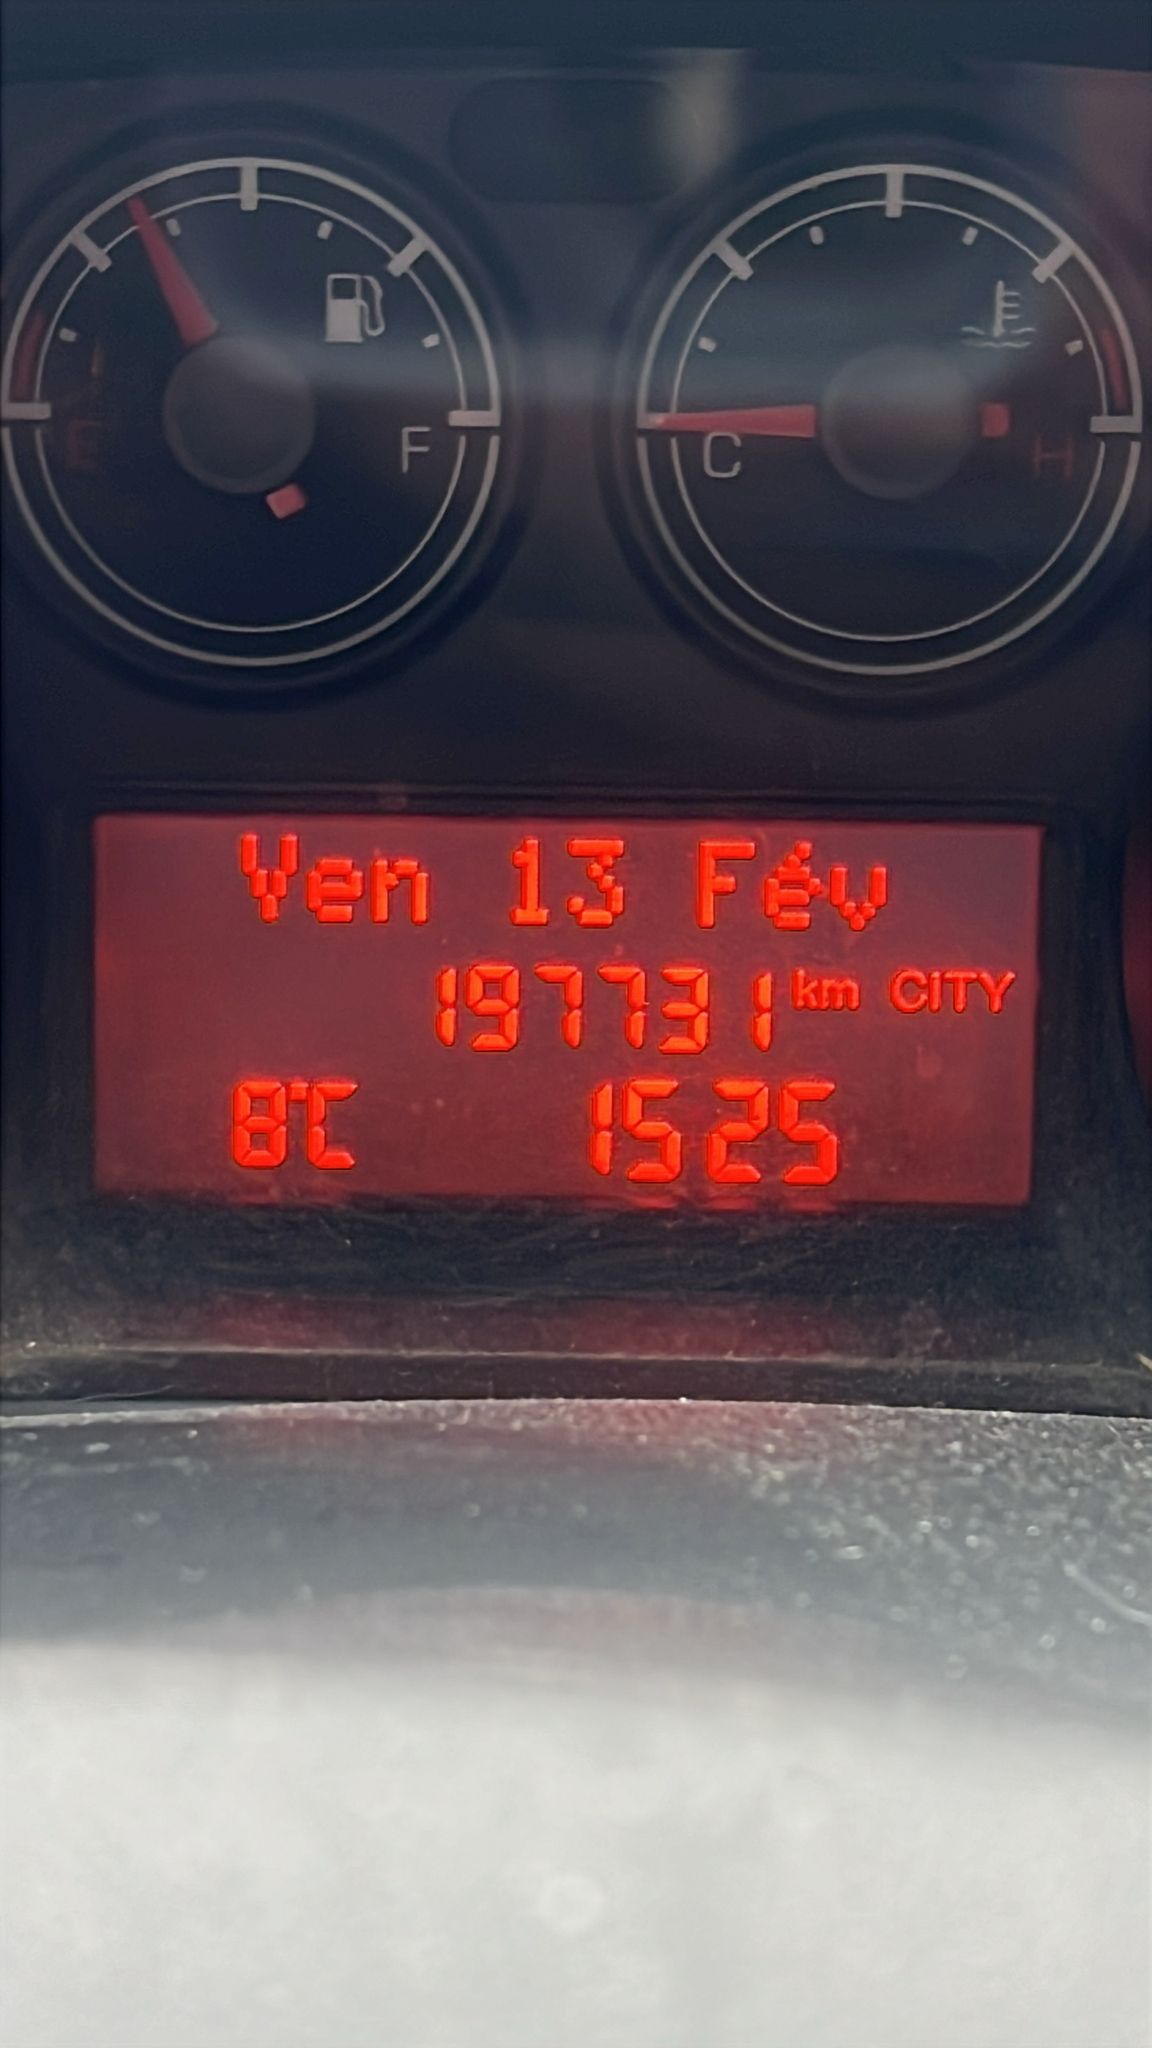 E F
C H
Ven 13 Fév
197731 km CITY
8°C 1525